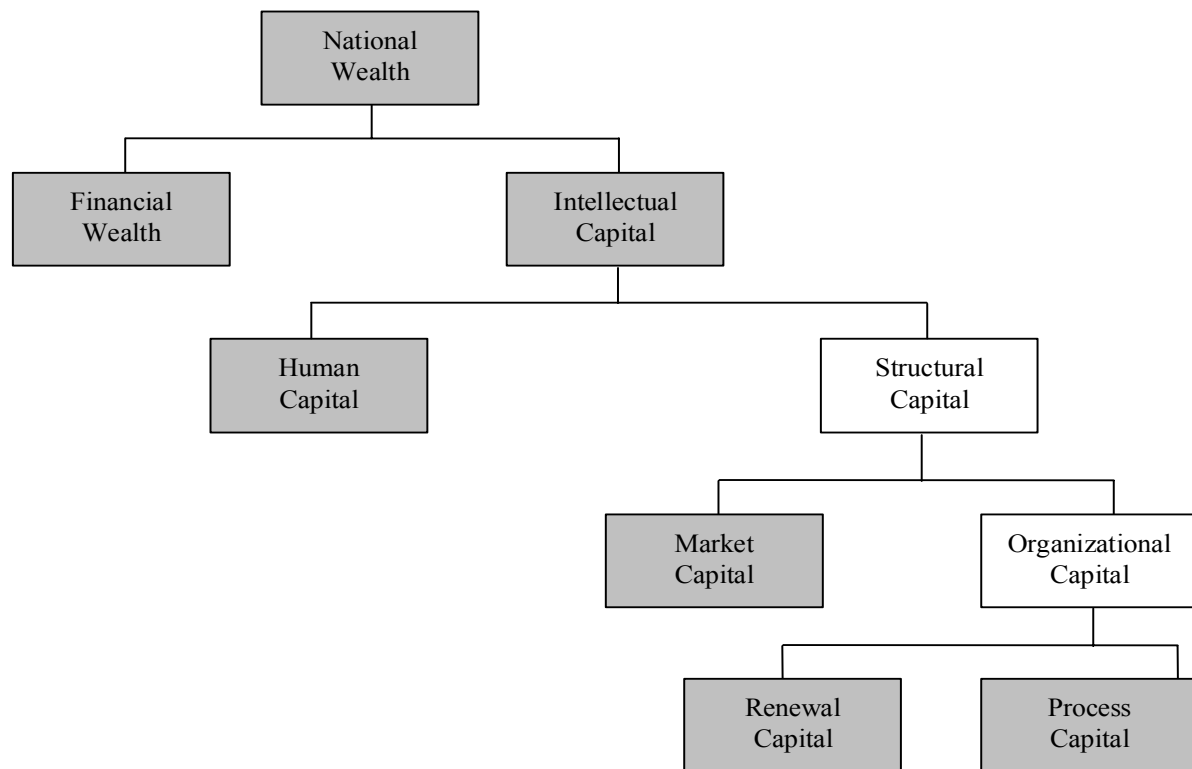 National
Wealth
Financial
Wealth
Intellectual
Capital
Human
Capital
Structural
Capital
Market
Capital
Organizational
Capital
Renewal
Capital
Process
Capital